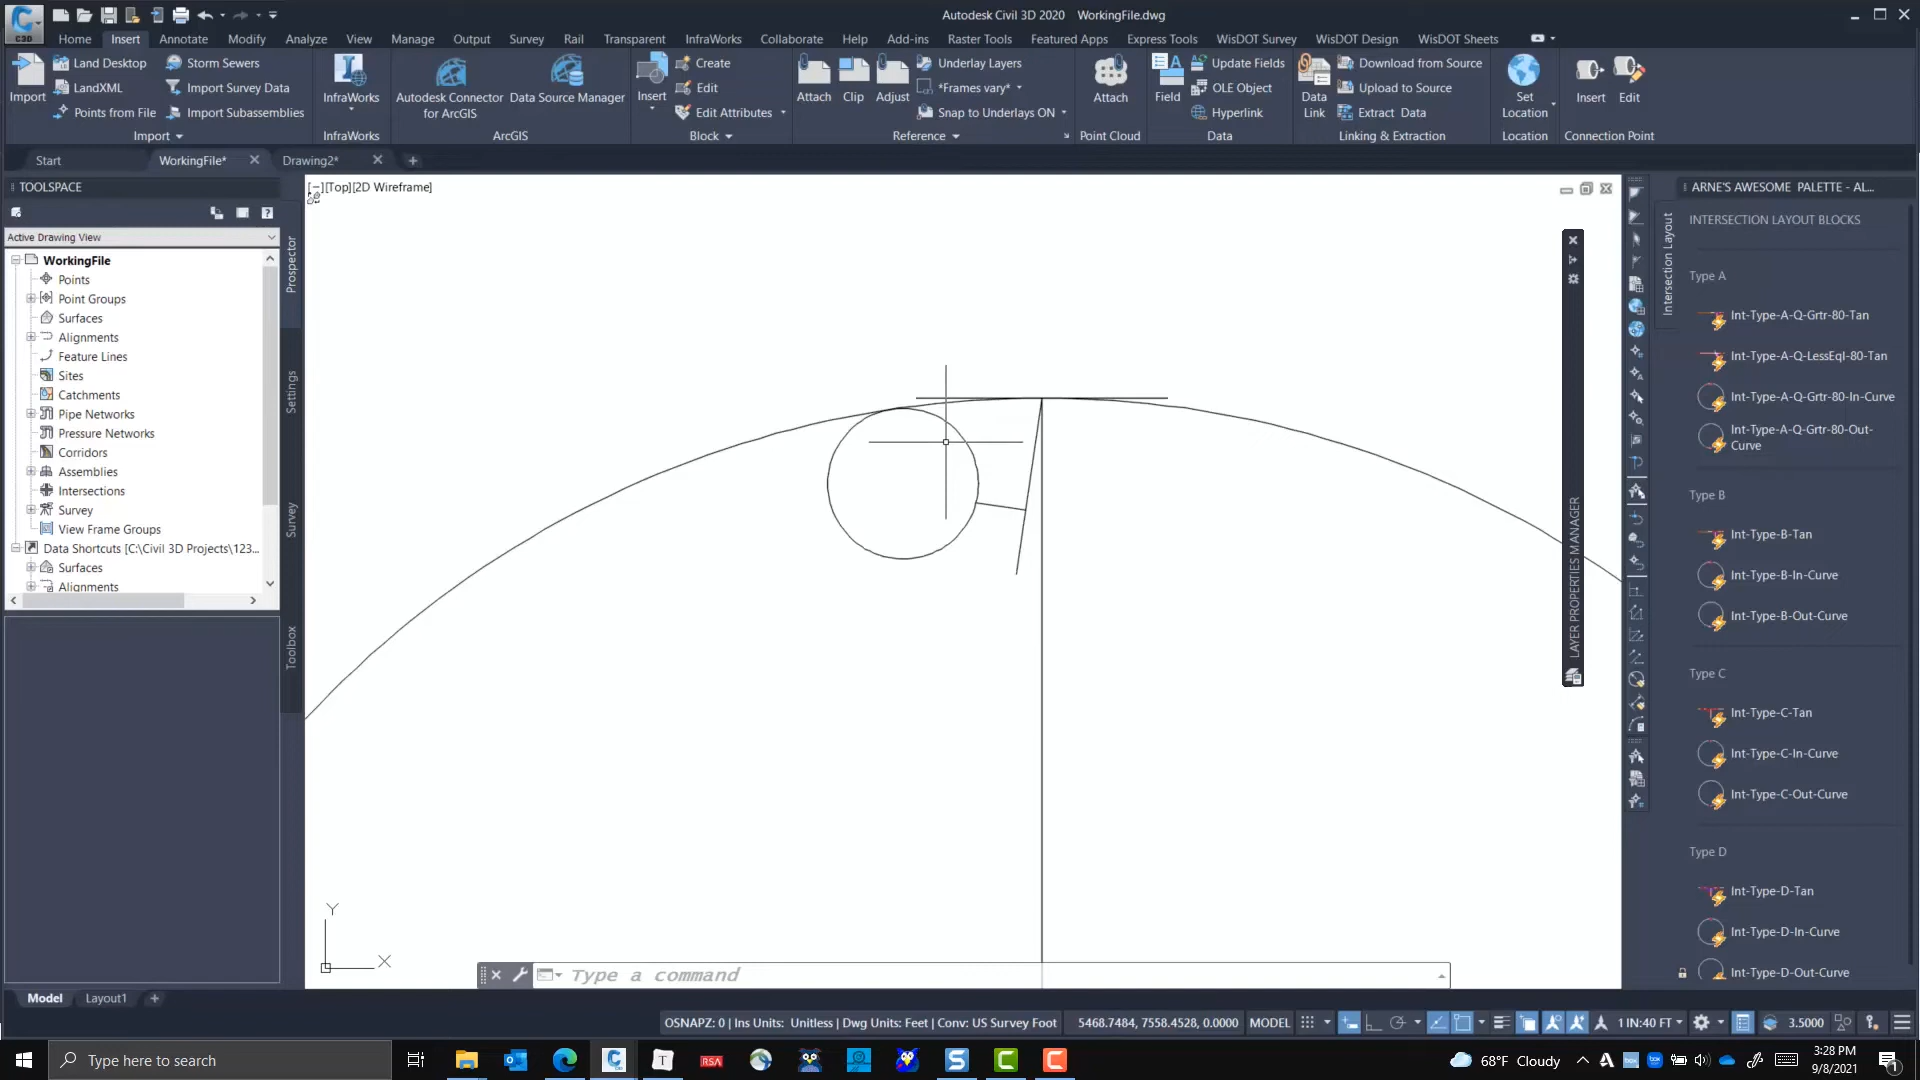 Autodesk Civil 3D 2020 WorkingFile.dwg
C3D
Home Insert Annotate Modify Analyze View Manage Output Survey Rail Transparent InfraWorks Collaborate Help Add-ins Raster Tools Featured Apps Express Tools WisDOT Survey WisDOT Design WisDOT Sheets
Import
Land Desktop
LandXML
Points from File
Storm Sewers
Import Survey Data
Import Subassemblies
Import
InfraWorks
InfraWorks
Autodesk Connector
for ArcGIS
Data Source Manager
ArcGIS
Insert
Create
Edit
Edit Attributes
Block
Attach
Clip
Adjust
Underlay Layers
*Frames vary*
Snap to Underlays ON
Reference
Attach
Point Cloud
Field
Update Fields
OLE Object
Hyperlink
Data
Data
Link
Download from Source
Upload to Source
Extract Data
Linking & Extraction
Set
Location
Location
Insert
Edit
Connection Point
Start
WorkingFile*
Drawing2*
TOOLSPACE
Active Drawing View
WorkingFile
Points
Point Groups
Surfaces
Alignments
Feature Lines
Sites
Catchments
Pipe Networks
Pressure Networks
Corridors
Assemblies
Intersections
Survey
View Frame Groups
Data Shortcuts [C:\Civil 3D Projects\123...
Surfaces
Alignments
Prospector
Settings
Survey
Toolbox
[−][Top][2D Wireframe]
LAYER PROPERTIES MANAGER
Y
X
Type a command
ARNE'S AWESOME PALETTE - AL...
Intersection Layout
INTERSECTION LAYOUT BLOCKS
Type A
Int-Type-A-Q-Grtr-80-Tan
Int-Type-A-Q-LessEql-80-Tan
Int-Type-A-Q-Grtr-80-In-Curve
Int-Type-A-Q-Grtr-80-Out-
Curve
Type B
Int-Type-B-Tan
Int-Type-B-In-Curve
Int-Type-B-Out-Curve
Type C
Int-Type-C-Tan
Int-Type-C-In-Curve
Int-Type-C-Out-Curve
Type D
Int-Type-D-Tan
Int-Type-D-In-Curve
Int-Type-D-Out-Curve
Model Layout1
OSNAPZ: 0 | Ins Units: Unitless | Dwg Units: Feet | Conv: US Survey Foot 5468.7484, 7558.4528, 0.0000 MODEL 1 IN:40 FT 3.5000
Type here to search
RSA
68°F Cloudy
3:28 PM
9/8/2021
1